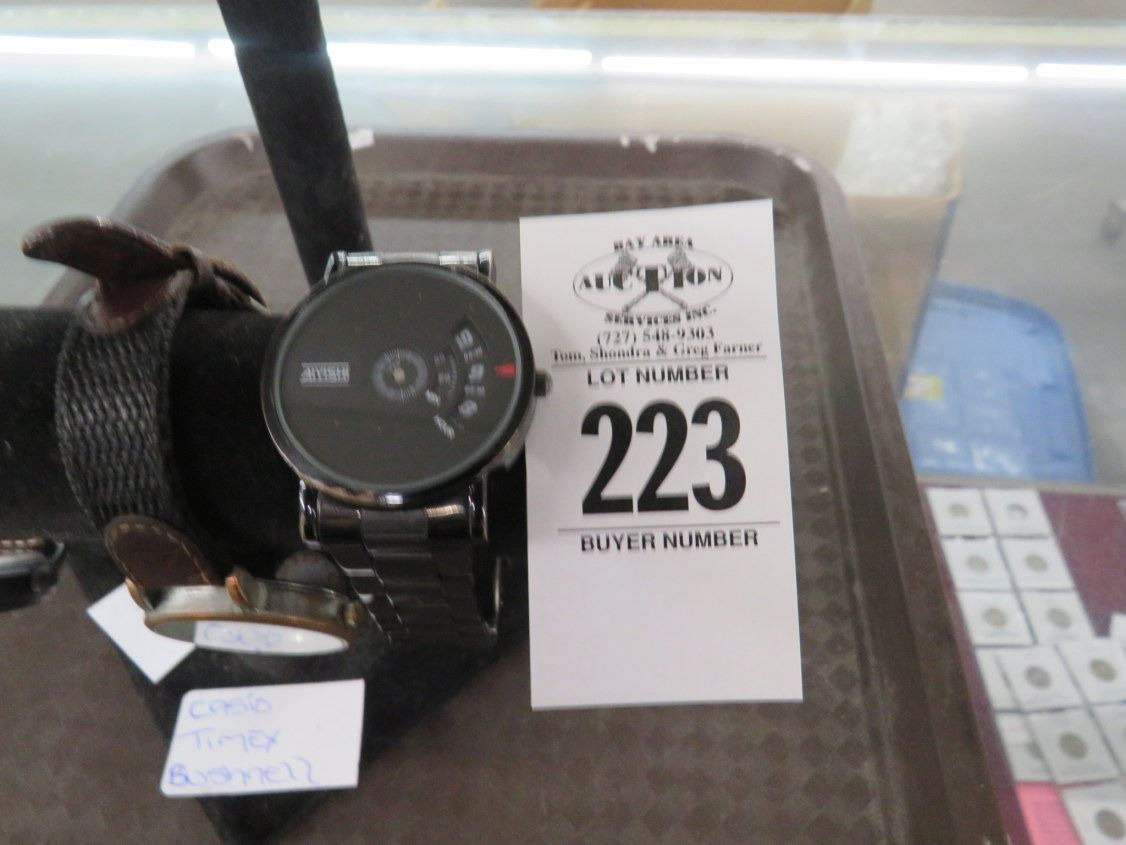 BAY AREA
AUCTION
SERVICES INC.
(727) 548-9303
Tom, Shondra & Greg Farner
LOT NUMBER
223
BUYER NUMBER
AIYISHI
Casio
Timex
Bushnell